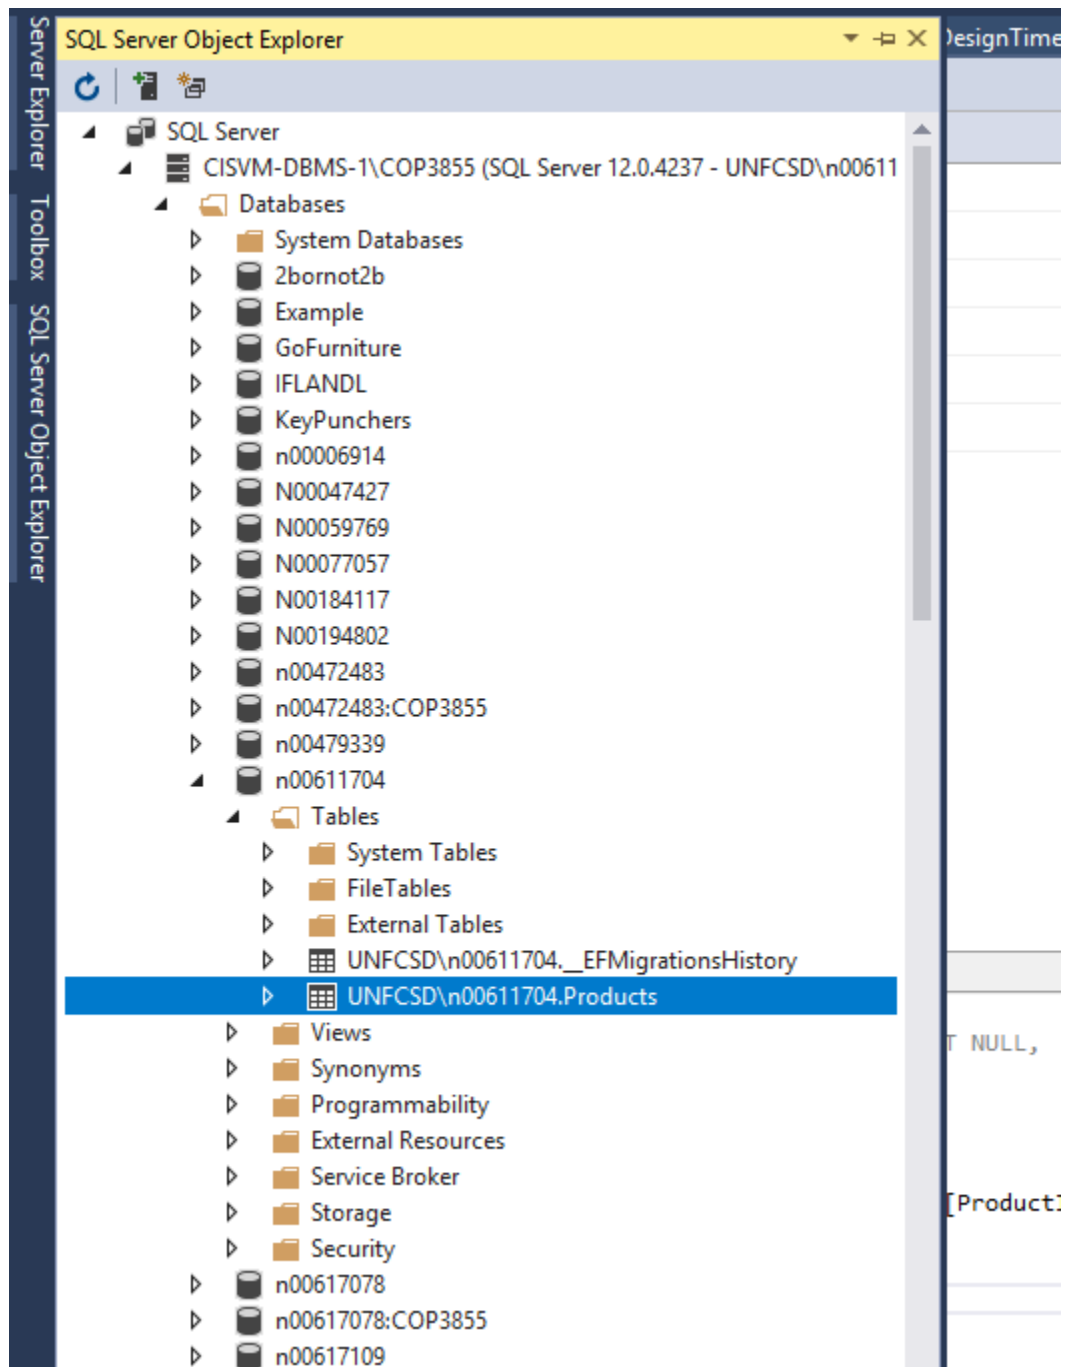 Server Explorer
Toolbox
SQL Server Object Explorer
SQL Server Object Explorer
SQL Server
CISVM-DBMS-1\COP3855 (SQL Server 12.0.4237 - UNFCSD\n00611
Databases
System Databases
2bornot2b
Example
GoFurniture
IFLANDL
KeyPunchers
n00006914
N00047427
N00059769
N00077057
N00184117
N00194802
n00472483
n00472483:COP3855
n00479339
n00611704
Tables
System Tables
FileTables
External Tables
UNFCSD\n00611704.__EFMigrationsHistory
UNFCSD\n00611704.Products
Views
Synonyms
Programmability
External Resources
Service Broker
Storage
Security
n00617078
n00617078:COP3855
n00617109
DesignTime
T NULL,
[Product